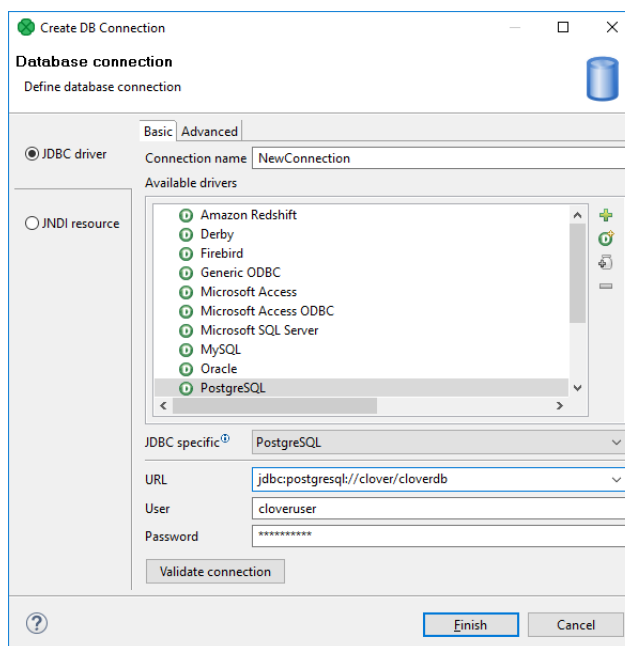 Create DB Connection
Database connection
Define database connection
JDBC driver
JNDI resource
Basic Advanced
Connection name NewConnection
Available drivers
Amazon Redshift
Derby
Firebird
Generic ODBC
Microsoft Access
Microsoft Access ODBC
Microsoft SQL Server
MySQL
Oracle
PostgreSQL
JDBC specific PostgreSQL
URL jdbc:postgresql://clover/cloverdb
User cloveruser
Password **********
Validate connection
Finish Cancel